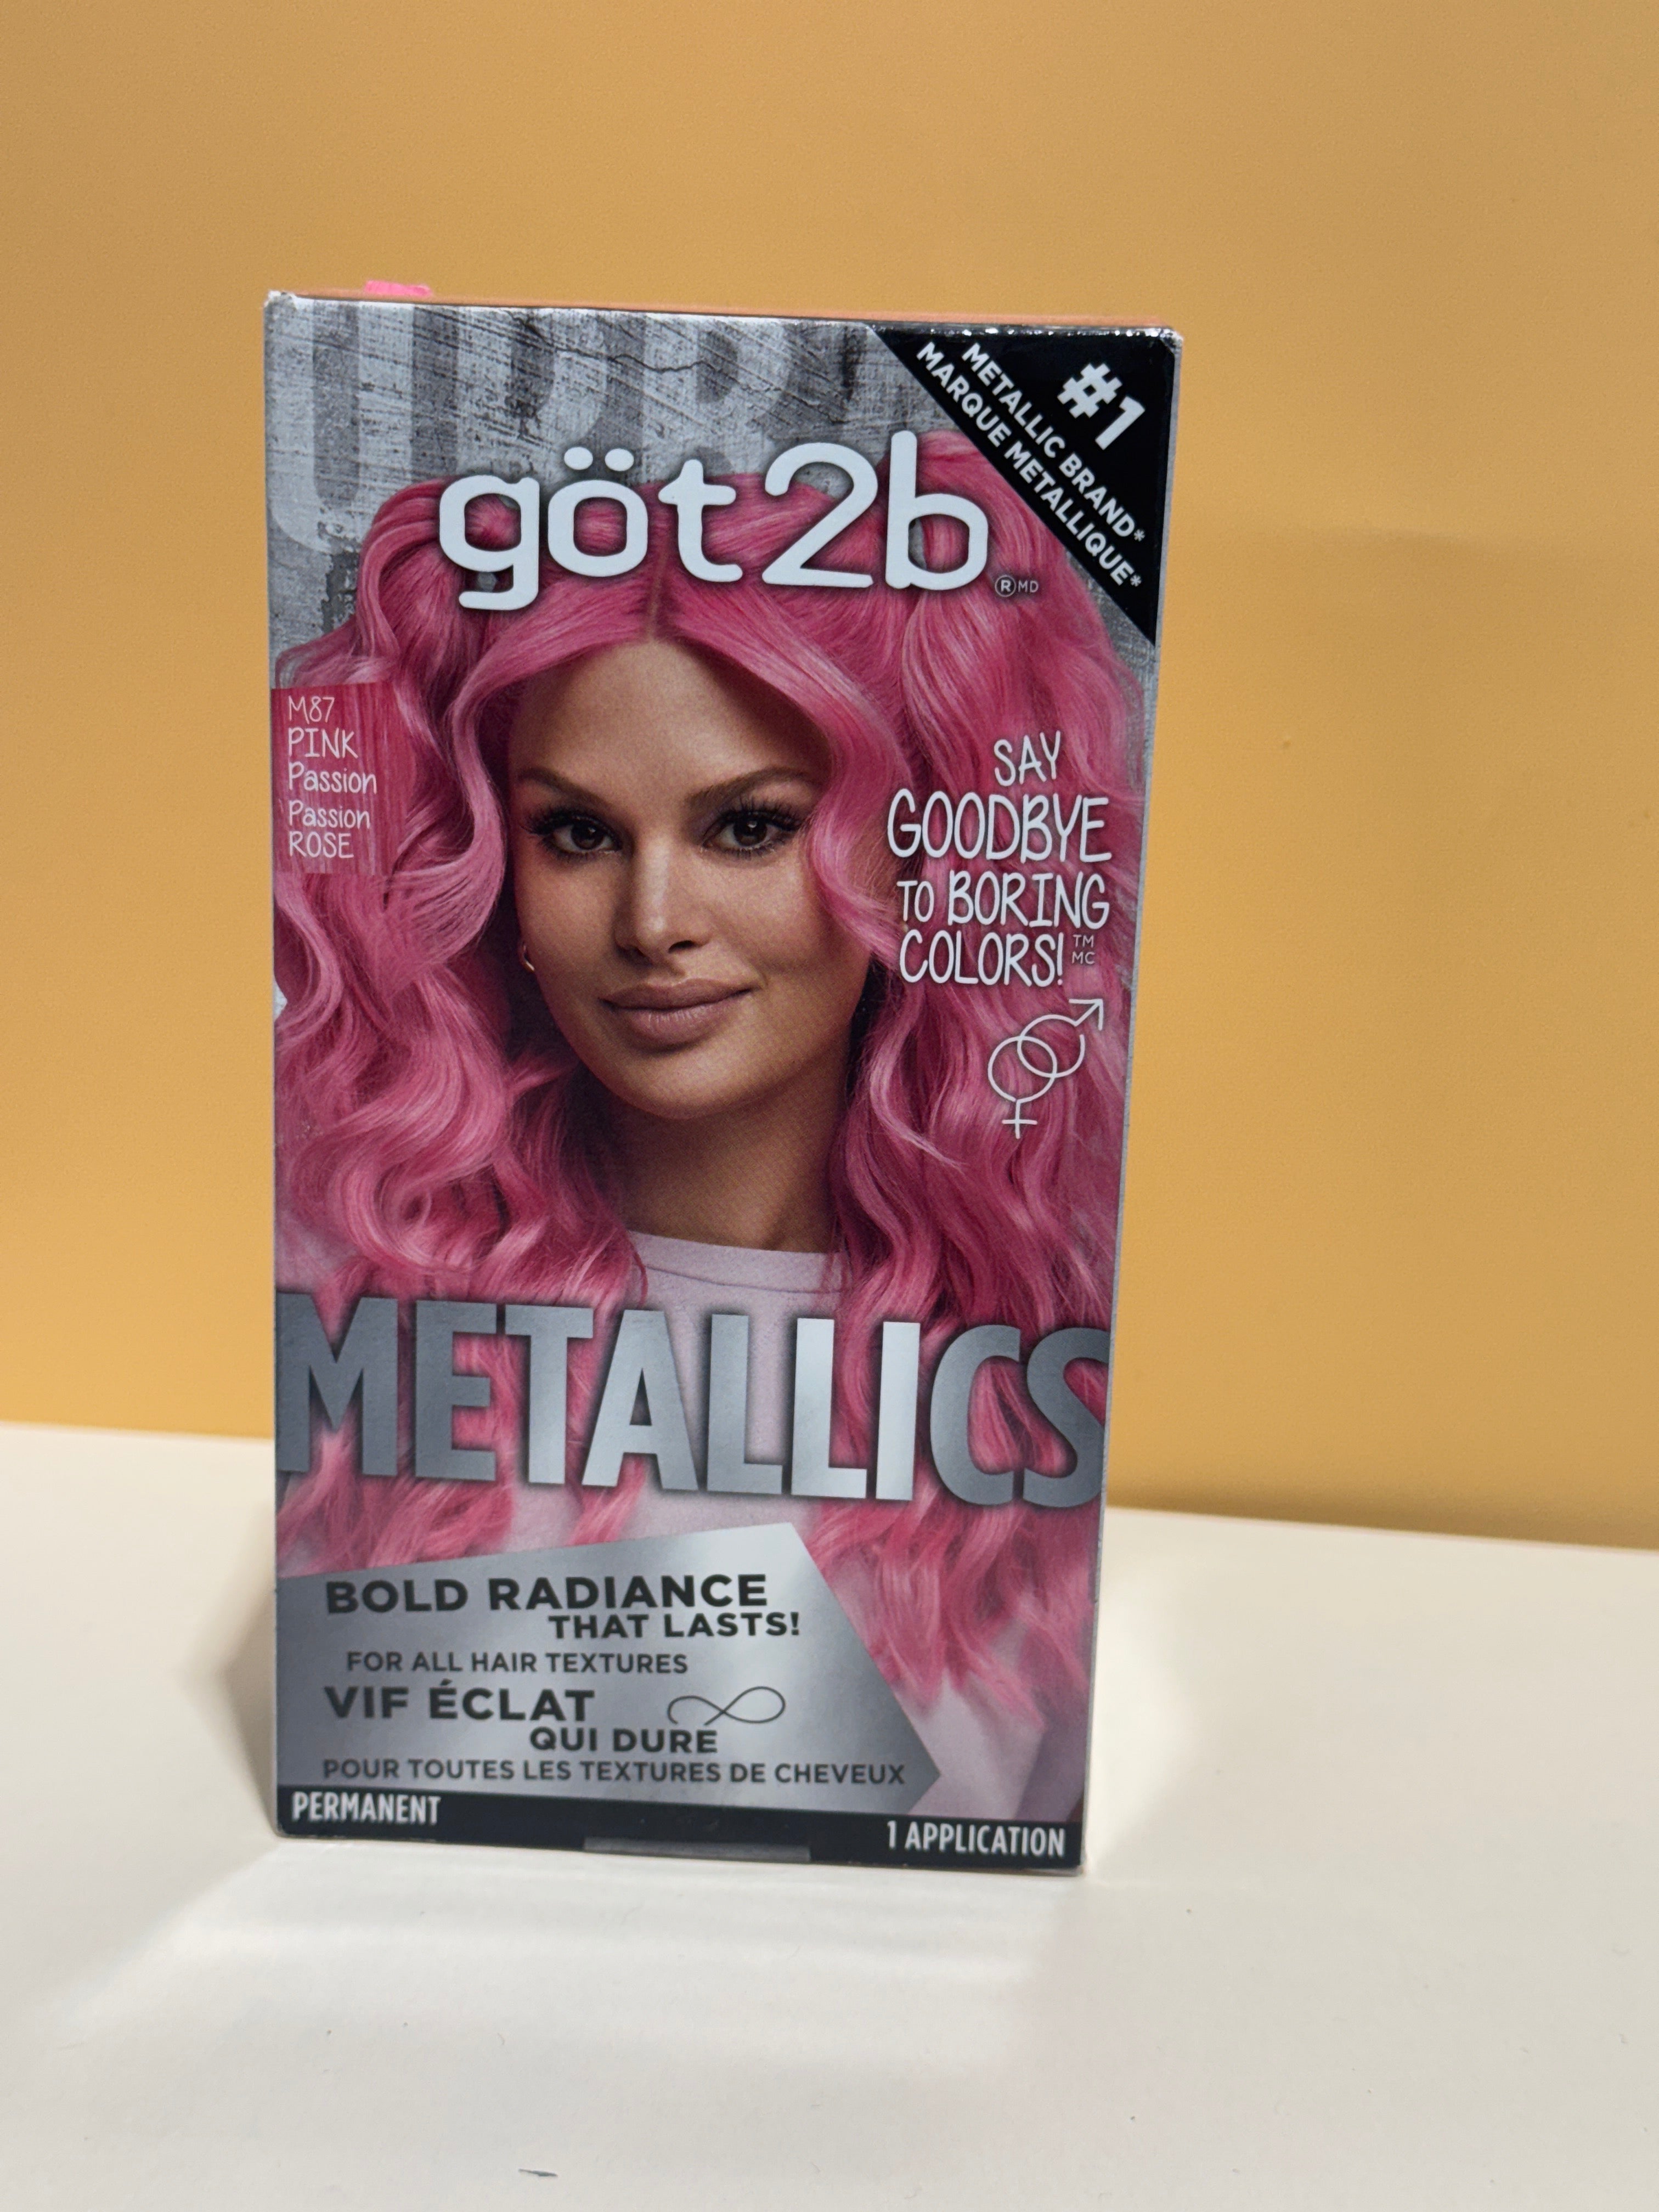 #1
METALLIC BRAND*
MARQUE METALLIQUE*
göt2b
®MD
M87
PINK
Passion
Passion
ROSE
SAY
GOODBYE
TO BORING
COLORS!™
MC
METALLICS
BOLD RADIANCE
THAT LASTS!
FOR ALL HAIR TEXTURES
VIF ÉCLAT
QUI DURE
POUR TOUTES LES TEXTURES DE CHEVEUX
PERMANENT
1 APPLICATION